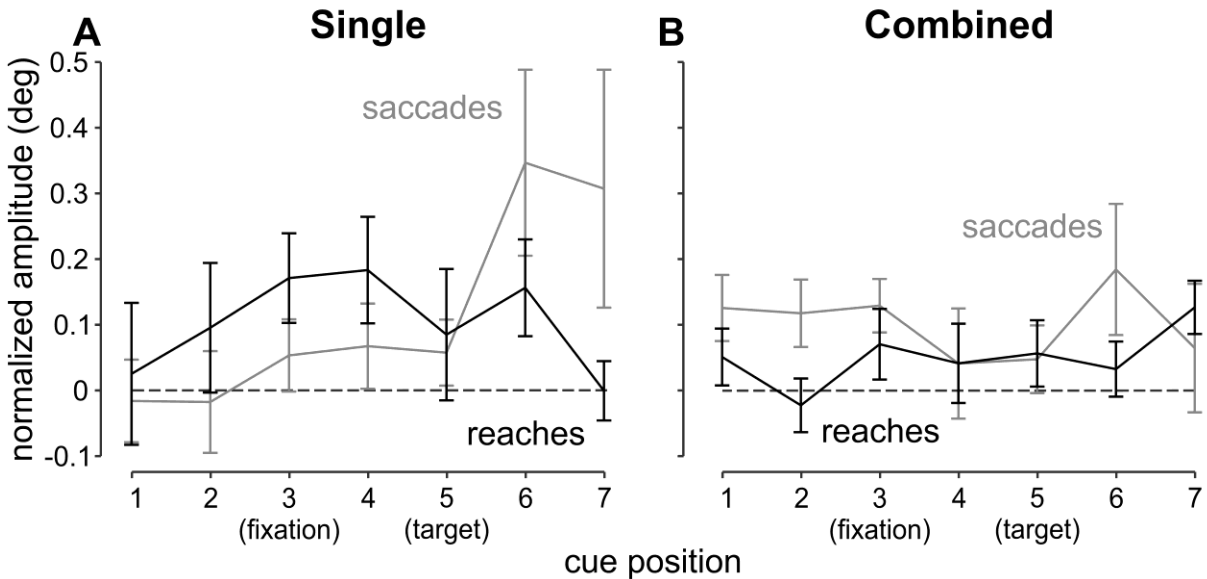 A Single B Combined
normalized amplitude (deg)
0.5
0.4
0.3
0.2
0.1
0
-0.1
saccades
reaches
saccades
reaches
1 2 3 4 5 6 7
(fixation) (target)
1 2 3 4 5 6 7
(fixation) (target)
cue position